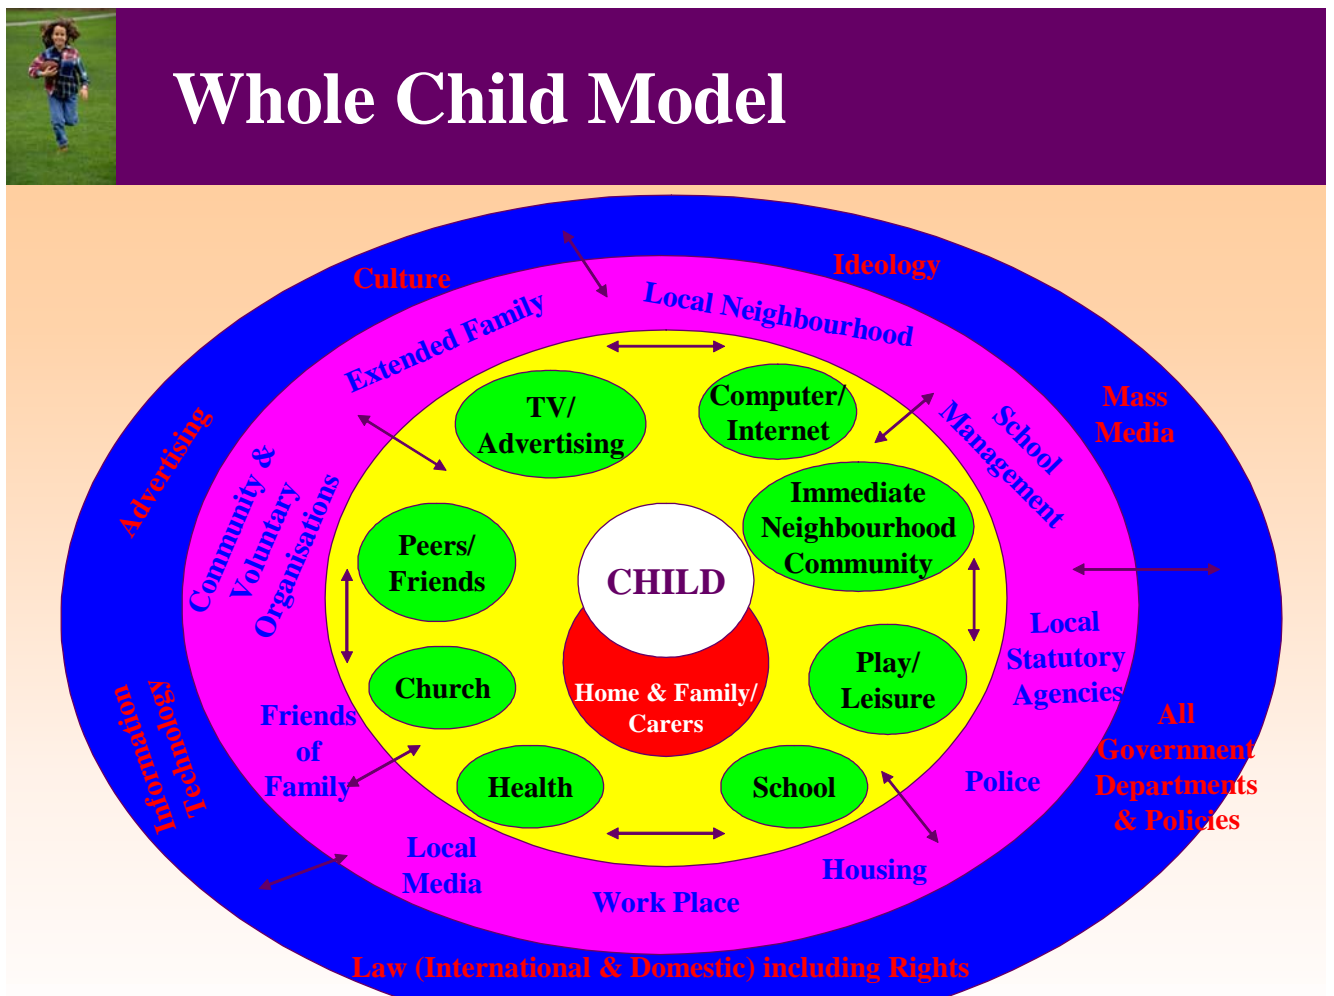 Whole Child Model
Culture
Ideology
Extended Family
Local Neighbourhood
TV/
Advertising
Computer/
Internet
School
Management
Mass
Media
Advertising
Community &
Voluntary
Organisations
Immediate
Neighbourhood
Community
Peers/
Friends
CHILD
Local
Statutory
Agencies
Church
Home & Family/
Carers
Play/
Leisure
Information
Technology
Friends
of
Family
All
Government
Departments
& Policies
Health
School
Police
Local
Media
Housing
Work Place
Law (International & Domestic) including Rights